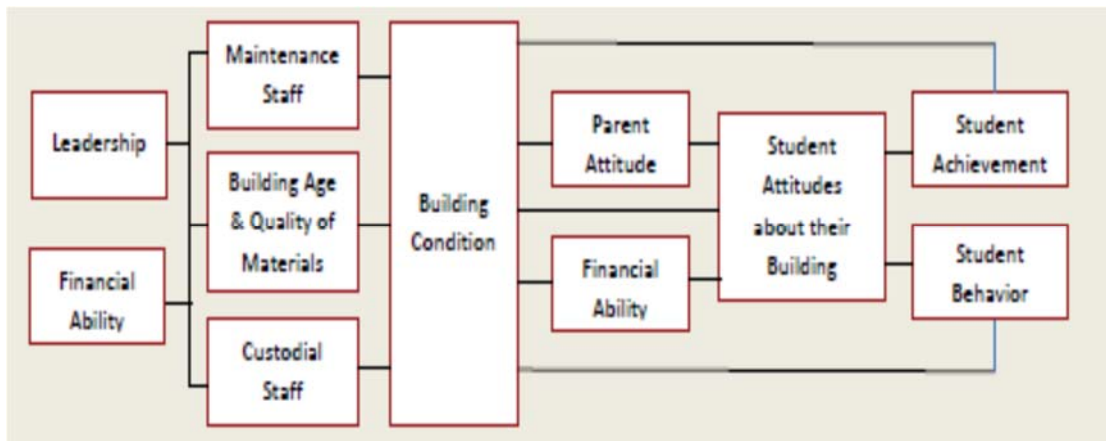 Leadership
Financial
Ability
Maintenance
Staff
Building Age
& Quality of
Materials
Custodial
Staff
Building
Condition
Parent
Attitude
Financial
Ability
Student
Attitudes
about their
Building
Student
Achievement
Student
Behavior